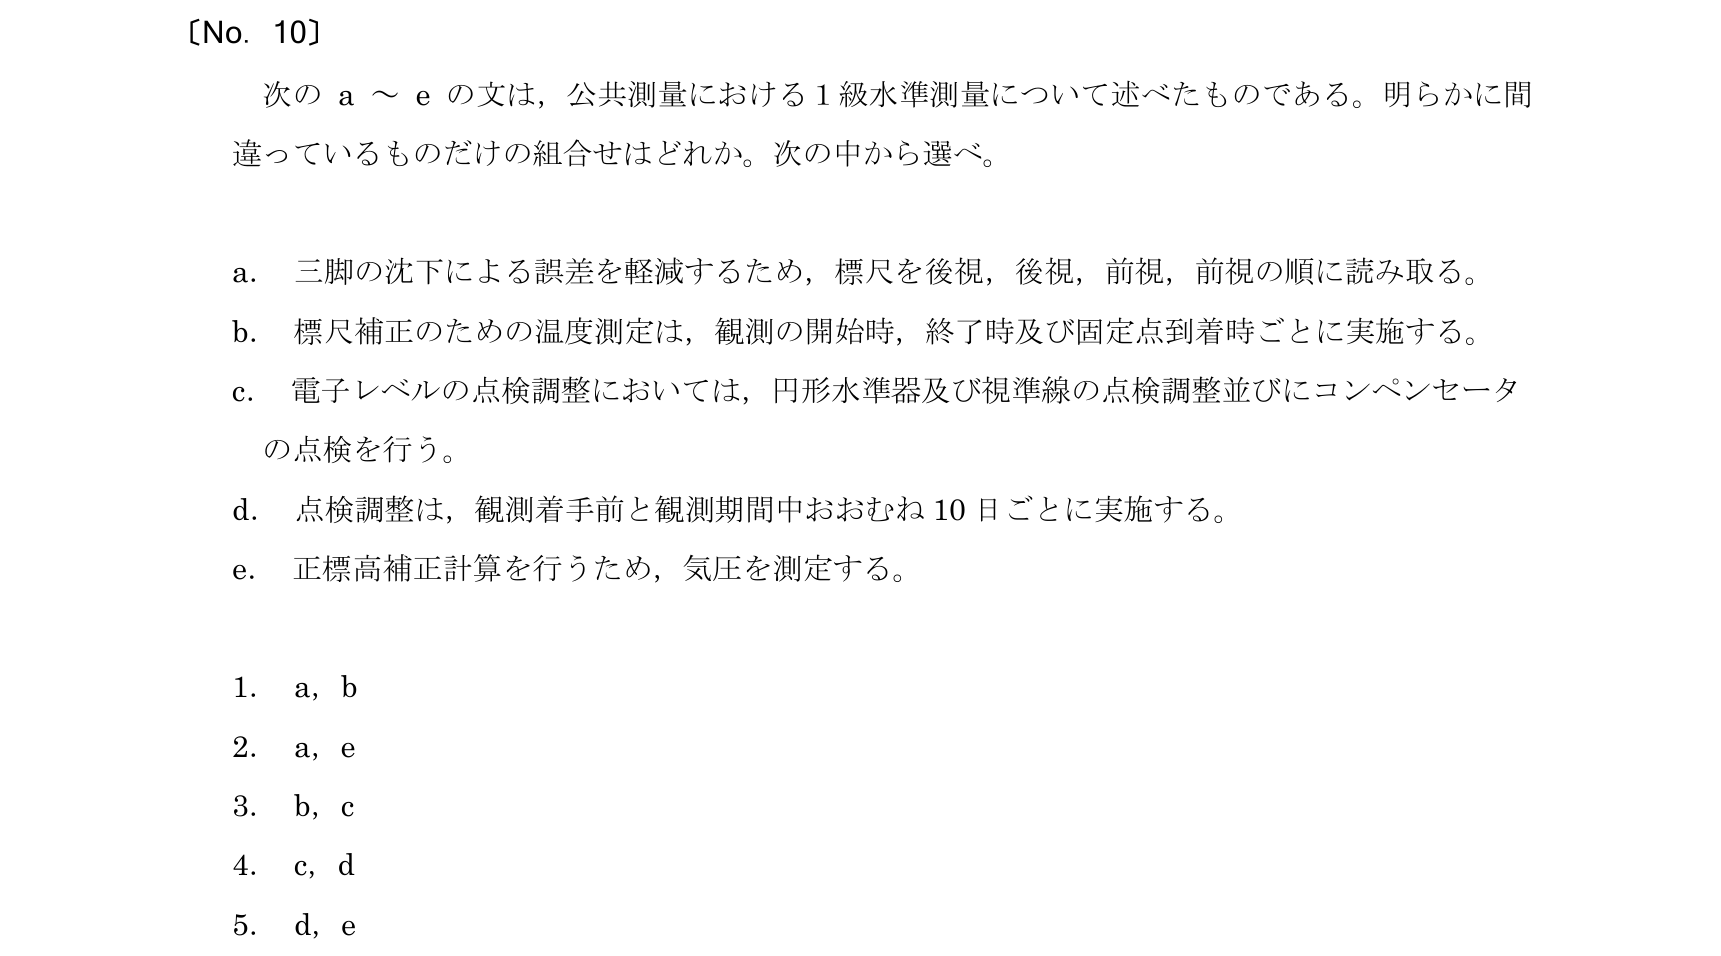 〔No. 10〕
次の a ～ e の文は，公共測量における 1 級水準測量について述べたものである。明らかに間
違っているものだけの組合せはどれか。次の中から選べ。
a. 三脚の沈下による誤差を軽減するため，標尺を後視，後視，前視，前視の順に読み取る。
b. 標尺補正のための温度測定は，観測の開始時，終了時及び固定点到着時ごとに実施する。
c. 電子レベルの点検調整においては，円形水準器及び視準線の点検調整並びにコンペンセータ
の点検を行う。
d. 点検調整は，観測着手前と観測期間中おおむね 10 日ごとに実施する。
e. 正標高補正計算を行うため，気圧を測定する。
1. a，b
2. a，e
3. b，c
4. c，d
5. d，e